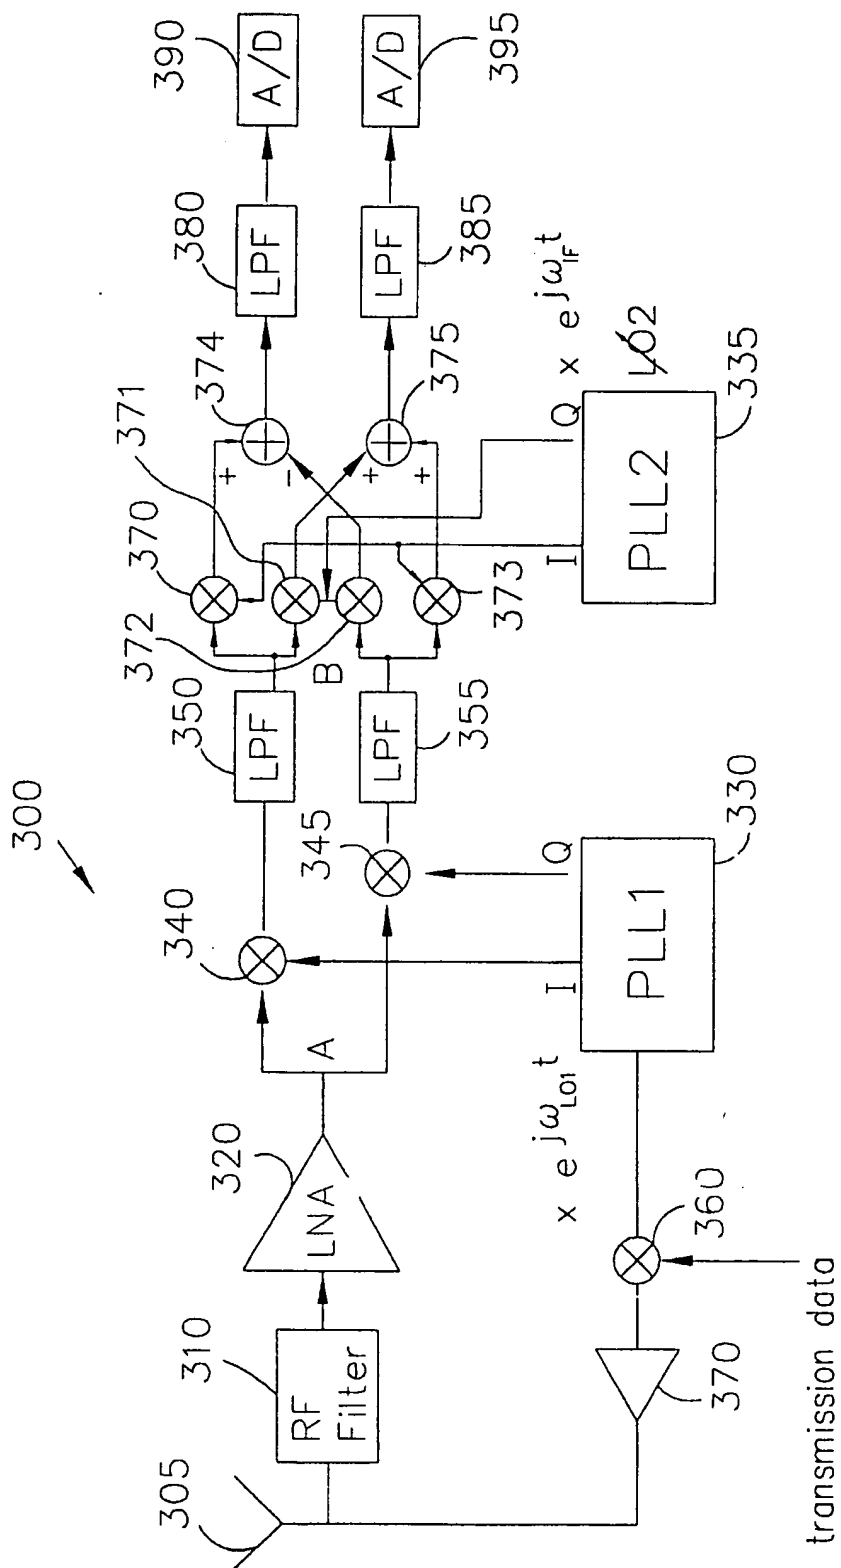 300
305
310
RF
Filter
320
LNA
A
340
345
350
LPF
355
LPF
B
372
370
371
373
374
375
+
-
+
+
380
LPF
385
LPF
390
A/D
395
A/D
I
Q
PLL1
330
x e^jω_LO1 t
I
Q
PLL2
335
x e^jω_IF t
LO2
360
370
transmission data